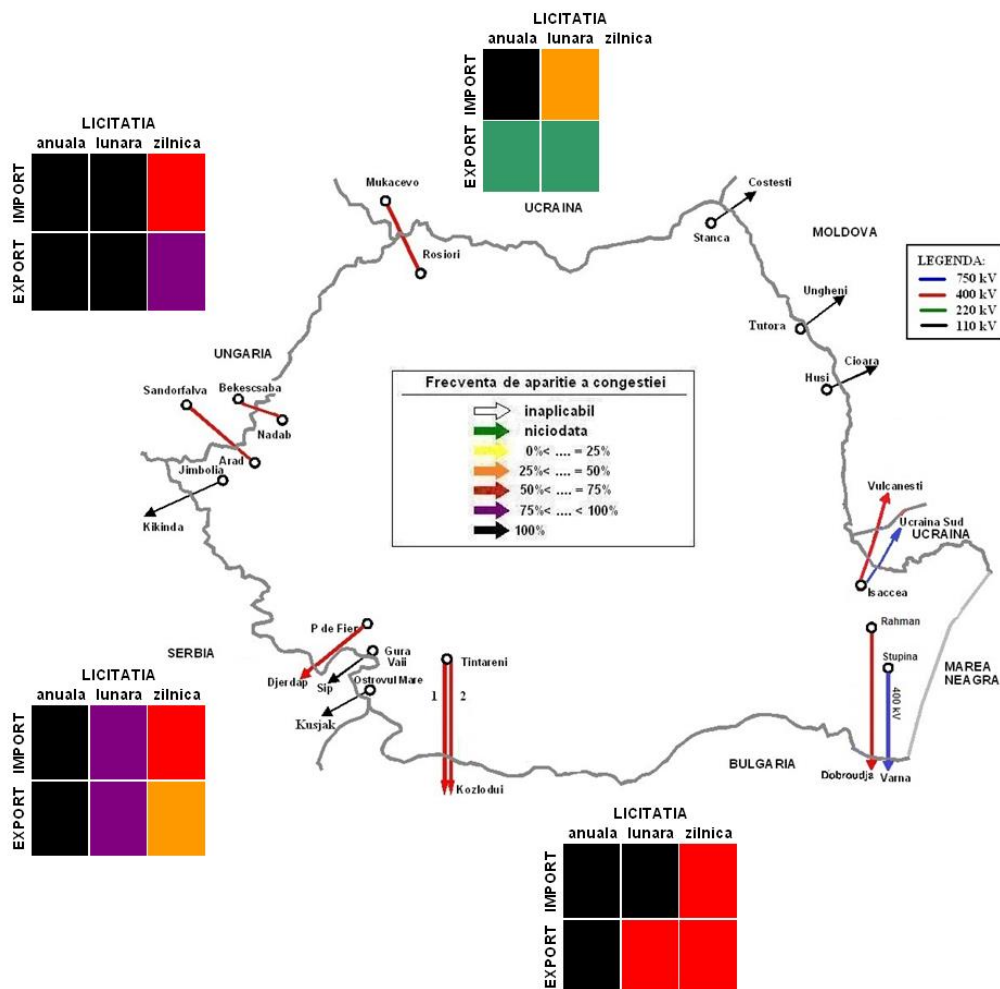 LICITATIA
anuala lunara zilnica
IMPORT
EXPORT
LICITATIA
anuala lunara zilnica
IMPORT
EXPORT
Mukacevo
UCRAINA
Costesti
Stanca
MOLDOVA
Rosiori
LEGENDA:
750 kV
400 kV
220 kV
110 kV
Ungheni
Tutora
UNGARIA
Cioara
Husi
Sandorfalva
Bekescsaba
Nadab
Frecventa de aparitie a congestiei
inaplicabil
niciodata
0%< .... = 25%
25%< .... = 50%
50%< .... = 75%
75%< .... < 100%
100%
Arad
Jimbolia
Kikinda
Vulcanesti
Ucraina Sud
UCRAINA
Isaccea
P de Fier
Rahman
SERBIA
Gura
Vaii
Tintareni
Stupina
MAREA
NEAGRA
Djerdap
Sip
Ostrovul Mare
1 2
400 kV
Kusjak
Kozlodui
BULGARIA
Dobroudja
Varna
LICITATIA
anuala lunara zilnica
IMPORT
EXPORT
LICITATIA
anuala lunara zilnica
IMPORT
EXPORT